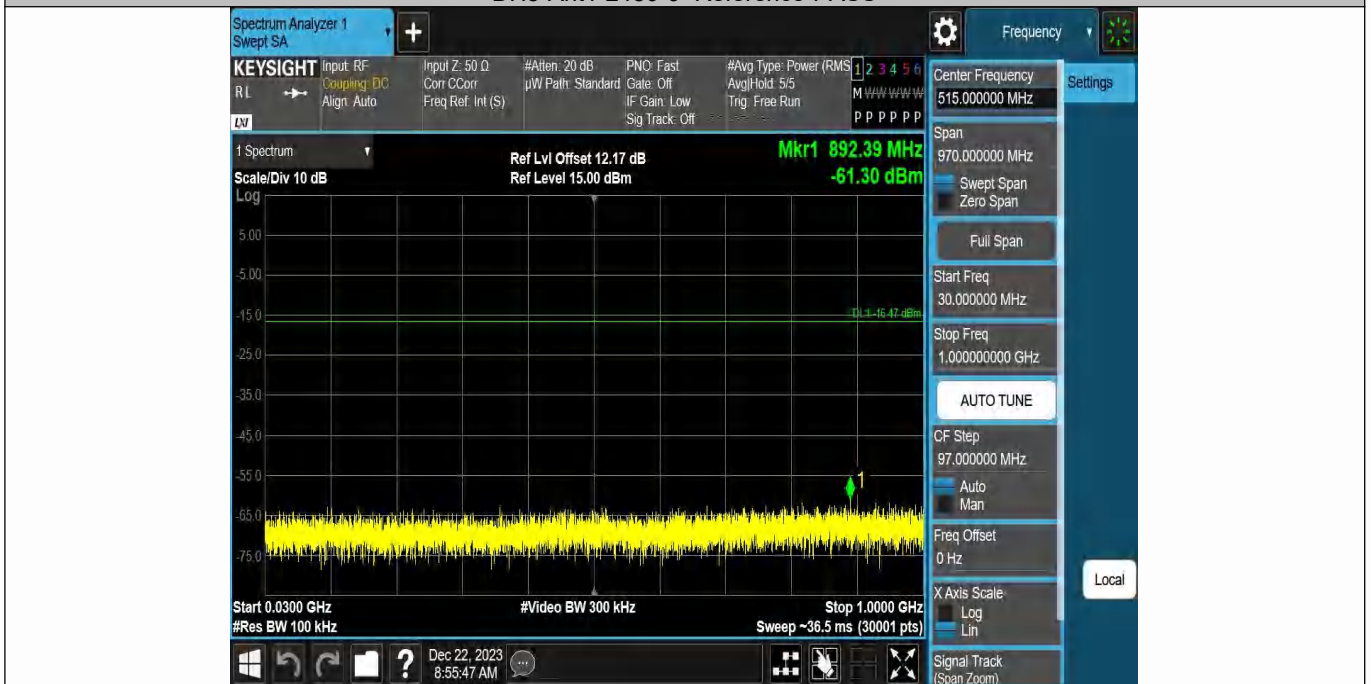 Spectrum Analyzer 1
Swept SA
+
Frequency
KEYSIGHT
RL
LXI
Input: RF
Coupling: DC
Align: Auto
Input Z: 50 Ω
Corr CCorr
Freq Ref: Int (S)
#Atten: 20 dB
µW Path: Standard
PNO: Fast
Gate: Off
IF Gain: Low
Sig Track: Off
#Avg Type: Power (RMS
Avg|Hold: 5/5
Trig: Free Run
1 2 3 4 5 6
M W W W W W
P P P P P P
Center Frequency
515.000000 MHz
Settings
1 Spectrum
Scale/Div 10 dB
Ref Lvl Offset 12.17 dB
Ref Level 15.00 dBm
Mkr1 892.39 MHz
-61.30 dBm
Span
970.000000 MHz
Swept Span
Zero Span
Full Span
Start Freq
30.000000 MHz
Stop Freq
1.000000000 GHz
AUTO TUNE
CF Step
97.000000 MHz
Auto
Man
Freq Offset
0 Hz
X Axis Scale
Log
Lin
Signal Track
(Span Zoom)
Local
Log
5.00
-5.00
-15.0
DL1 -16.47 dBm
-25.0
-35.0
-45.0
-55.0
1
-65.0
-75.0
Start 0.0300 GHz
#Video BW 300 kHz
Stop 1.0000 GHz
#Res BW 100 kHz
Sweep ~36.5 ms (30001 pts)
?
Dec 22, 2023
8:55:47 AM